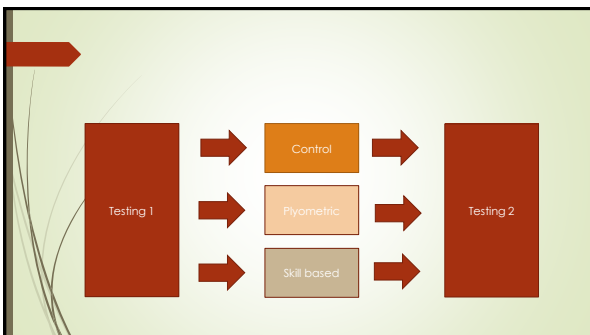 Testing 1
Control
Plyometric
Skill based
Testing 2